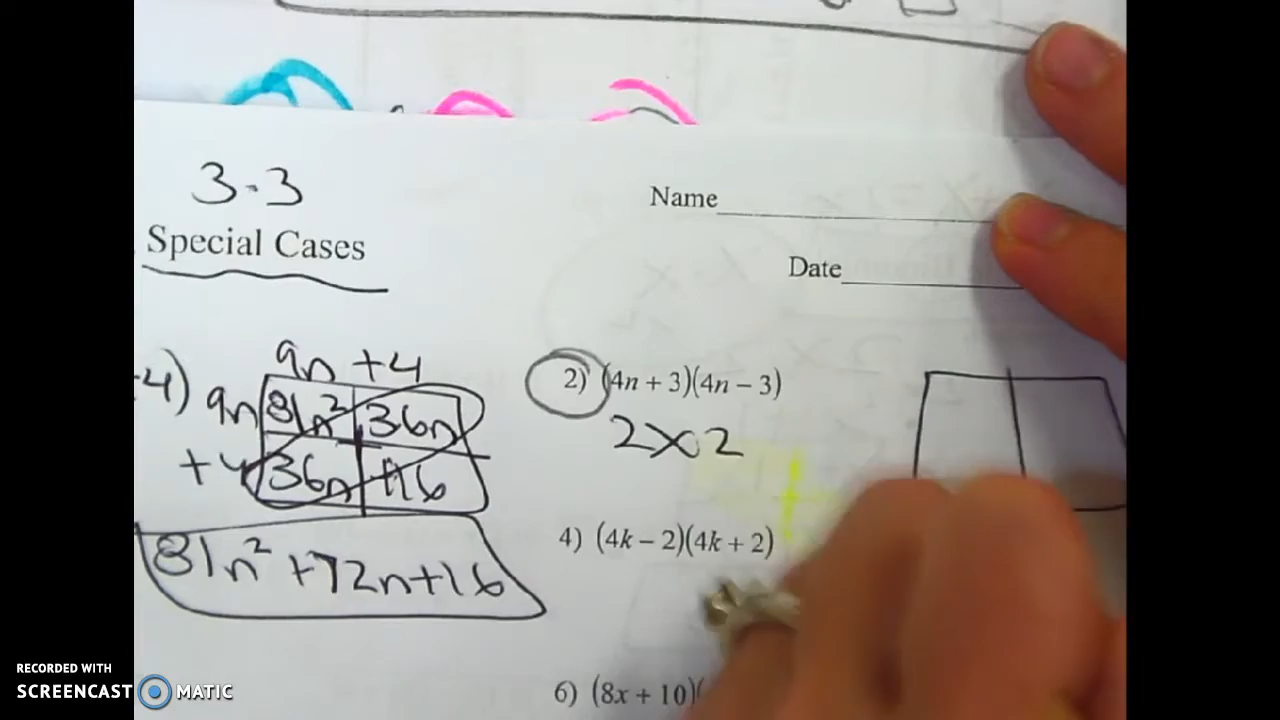 3.3
Name
Special Cases
Date
9n +4
-4) 9n 81n² 36n
+4 36n +16
81n² +72n+16
2) (4n + 3)(4n − 3)
2x2
4) (4k − 2)(4k + 2)
6) (8x + 10)(
RECORDED WITH
SCREENCAST MATIC